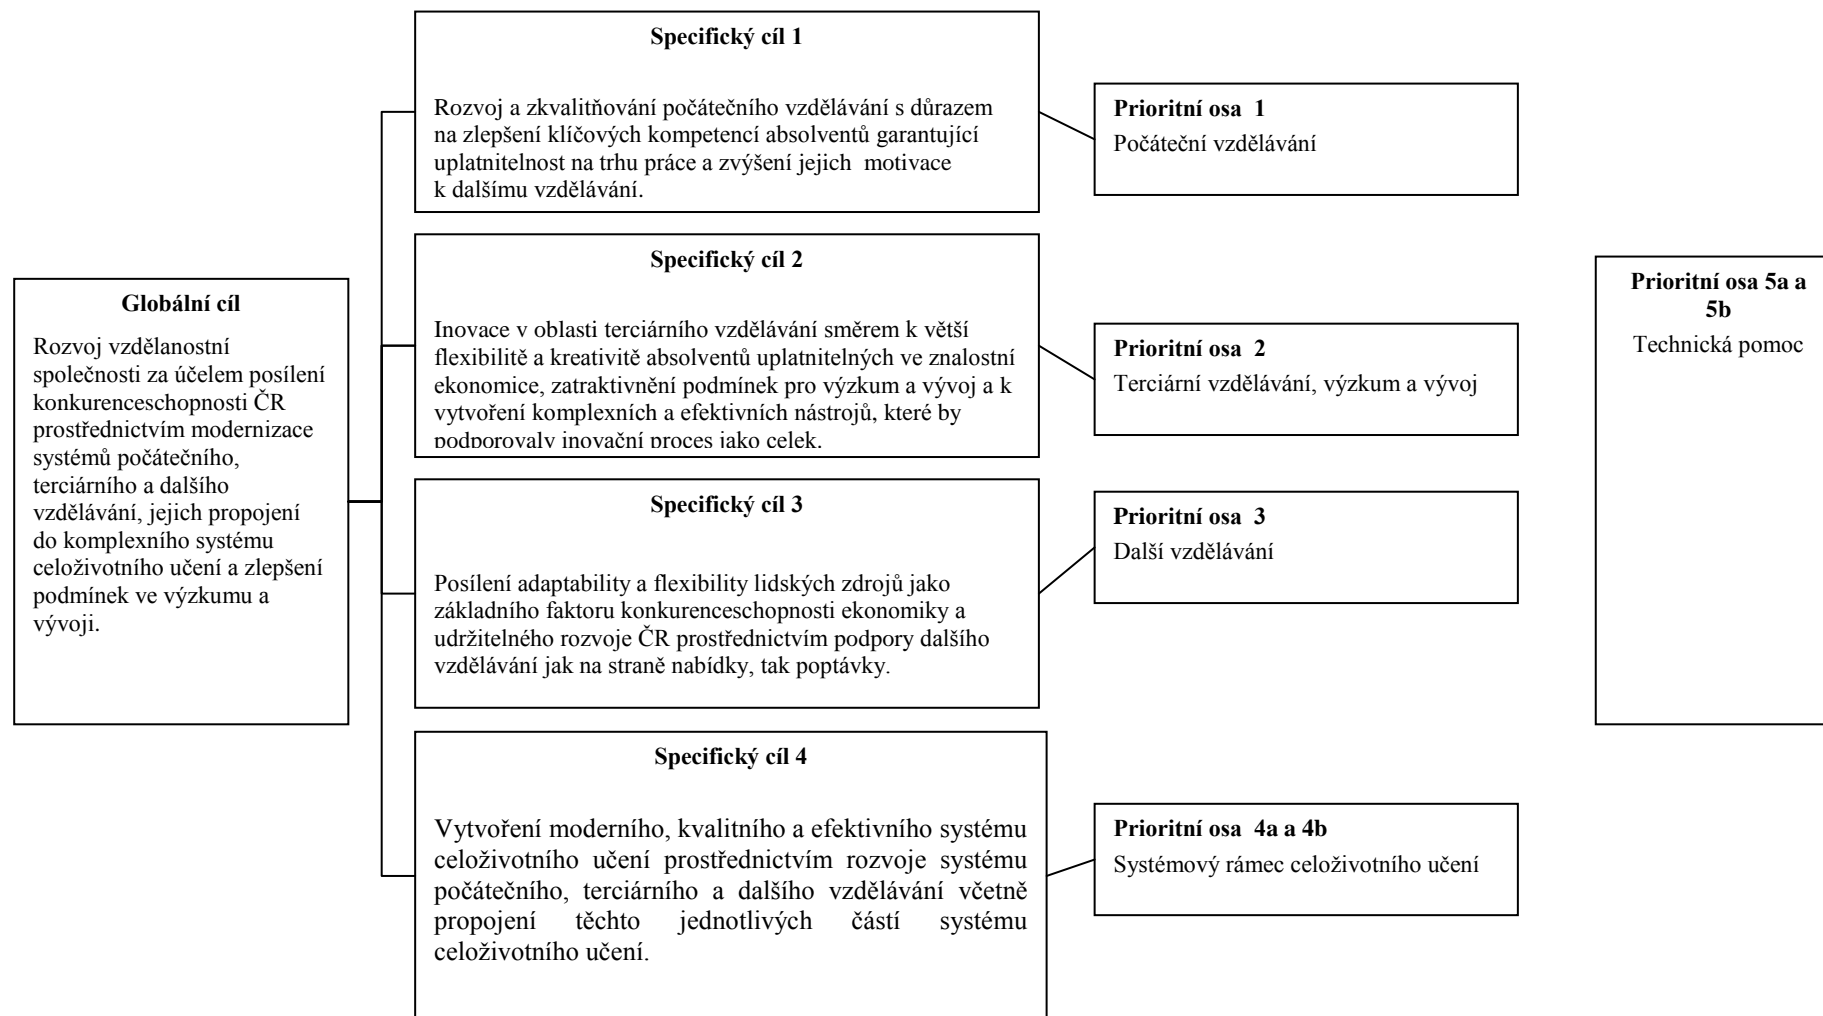 Globální cíl
Rozvoj vzdělanostní
společnosti za účelem posílení
konkurenceschopnosti ČR
prostřednictvím modernizace
systémů počátečního,
terciárního a dalšího
vzdělávání, jejich propojení
do komplexního systému
celoživotního učení a zlepšení
podmínek ve výzkumu a
vývoji.
Specifický cíl 1
Rozvoj a zkvalitňování počátečního vzdělávání s důrazem
na zlepšení klíčových kompetencí absolventů garantující
uplatnitelnost na trhu práce a zvýšení jejich motivace
k dalšímu vzdělávání.
Prioritní osa 1
Počáteční vzdělávání
Specifický cíl 2
Inovace v oblasti terciárního vzdělávání směrem k větší
flexibilitě a kreativitě absolventů uplatnitelných ve znalostní
ekonomice, zatraktivnění podmínek pro výzkum a vývoj a k
vytvoření komplexních a efektivních nástrojů, které by
podporovaly inovační proces jako celek.
Prioritní osa 2
Terciární vzdělávání, výzkum a vývoj
Specifický cíl 3
Posílení adaptability a flexibility lidských zdrojů jako
základního faktoru konkurenceschopnosti ekonomiky a
udržitelného rozvoje ČR prostřednictvím podpory dalšího
vzdělávání jak na straně nabídky, tak poptávky.
Prioritní osa 3
Další vzdělávání
Specifický cíl 4
Vytvoření moderního, kvalitního a efektivního systému
celoživotního učení prostřednictvím rozvoje systému
počátečního, terciárního a dalšího vzdělávání včetně
propojení těchto jednotlivých částí systému
celoživotního učení.
Prioritní osa 4a a 4b
Systémový rámec celoživotního učení
Prioritní osa 5a a
5b
Technická pomoc